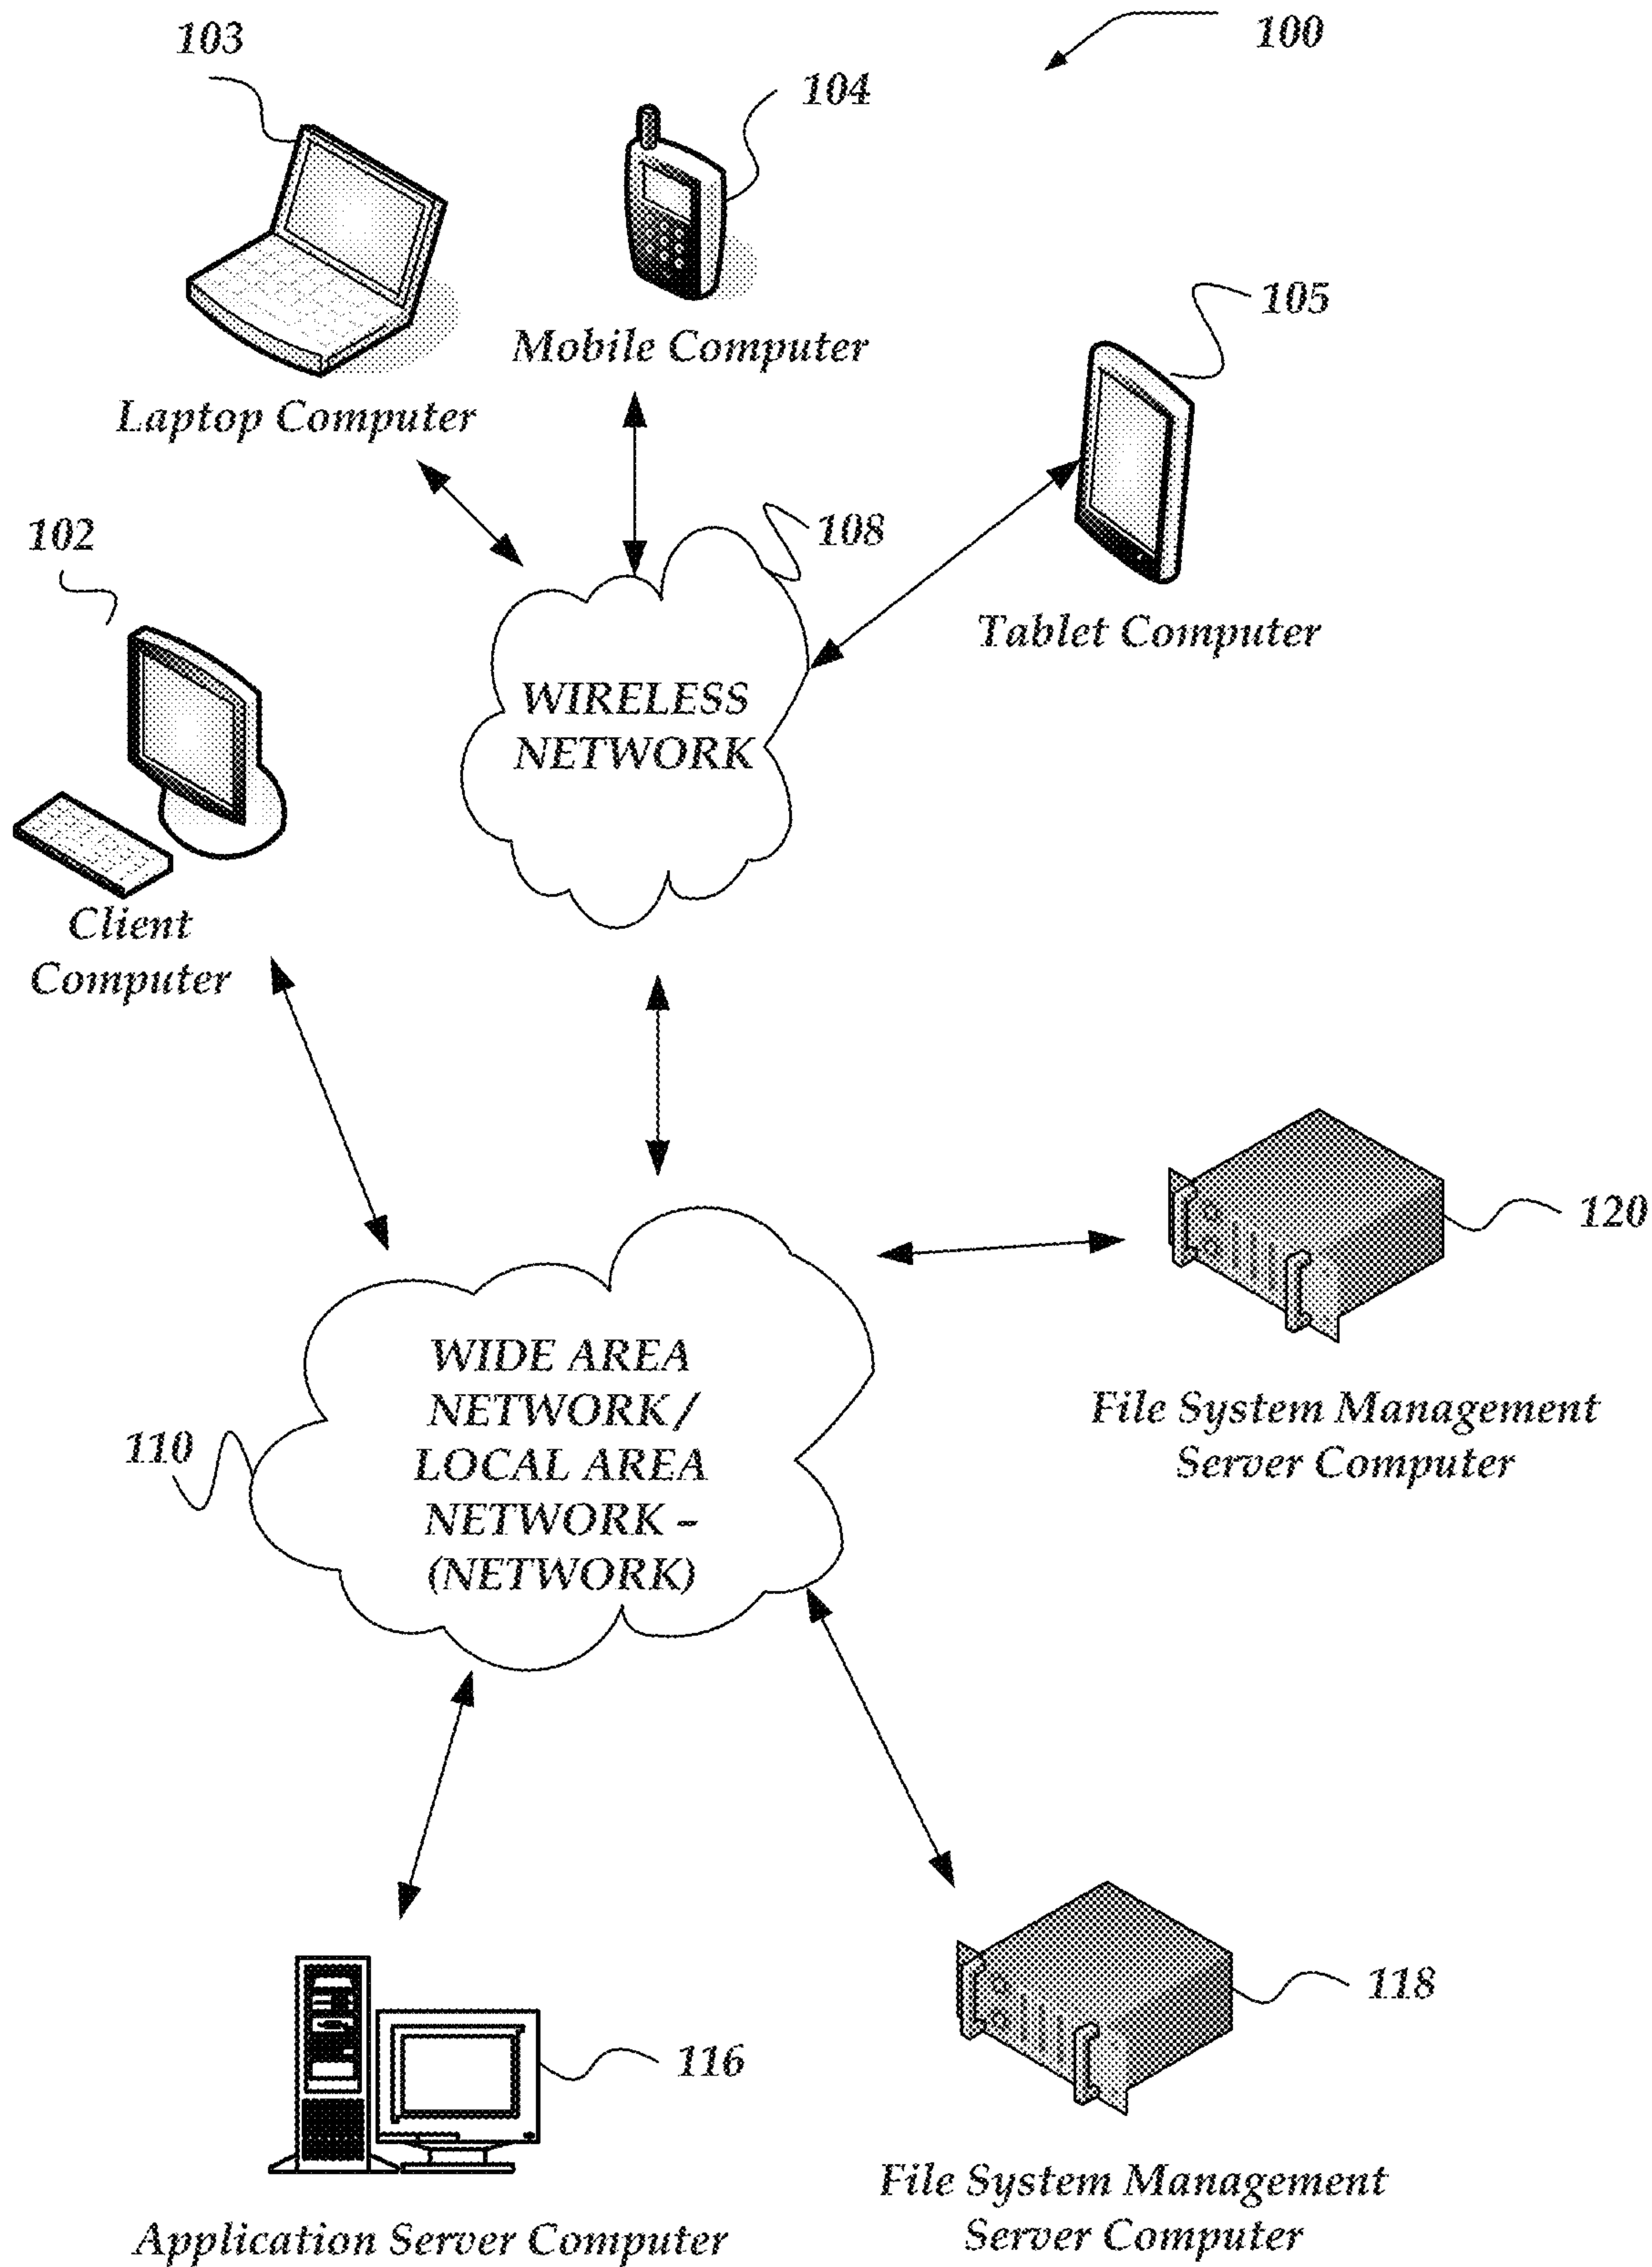 103
100
104
105
Mobile Computer
Laptop Computer
102
108
Tablet Computer
WIRELESS
NETWORK
Client
Computer
120
WIDE AREA
NETWORK /
LOCAL AREA
NETWORK –
(NETWORK)
110
File System Management
Server Computer
118
116
File System Management
Server Computer
Application Server Computer